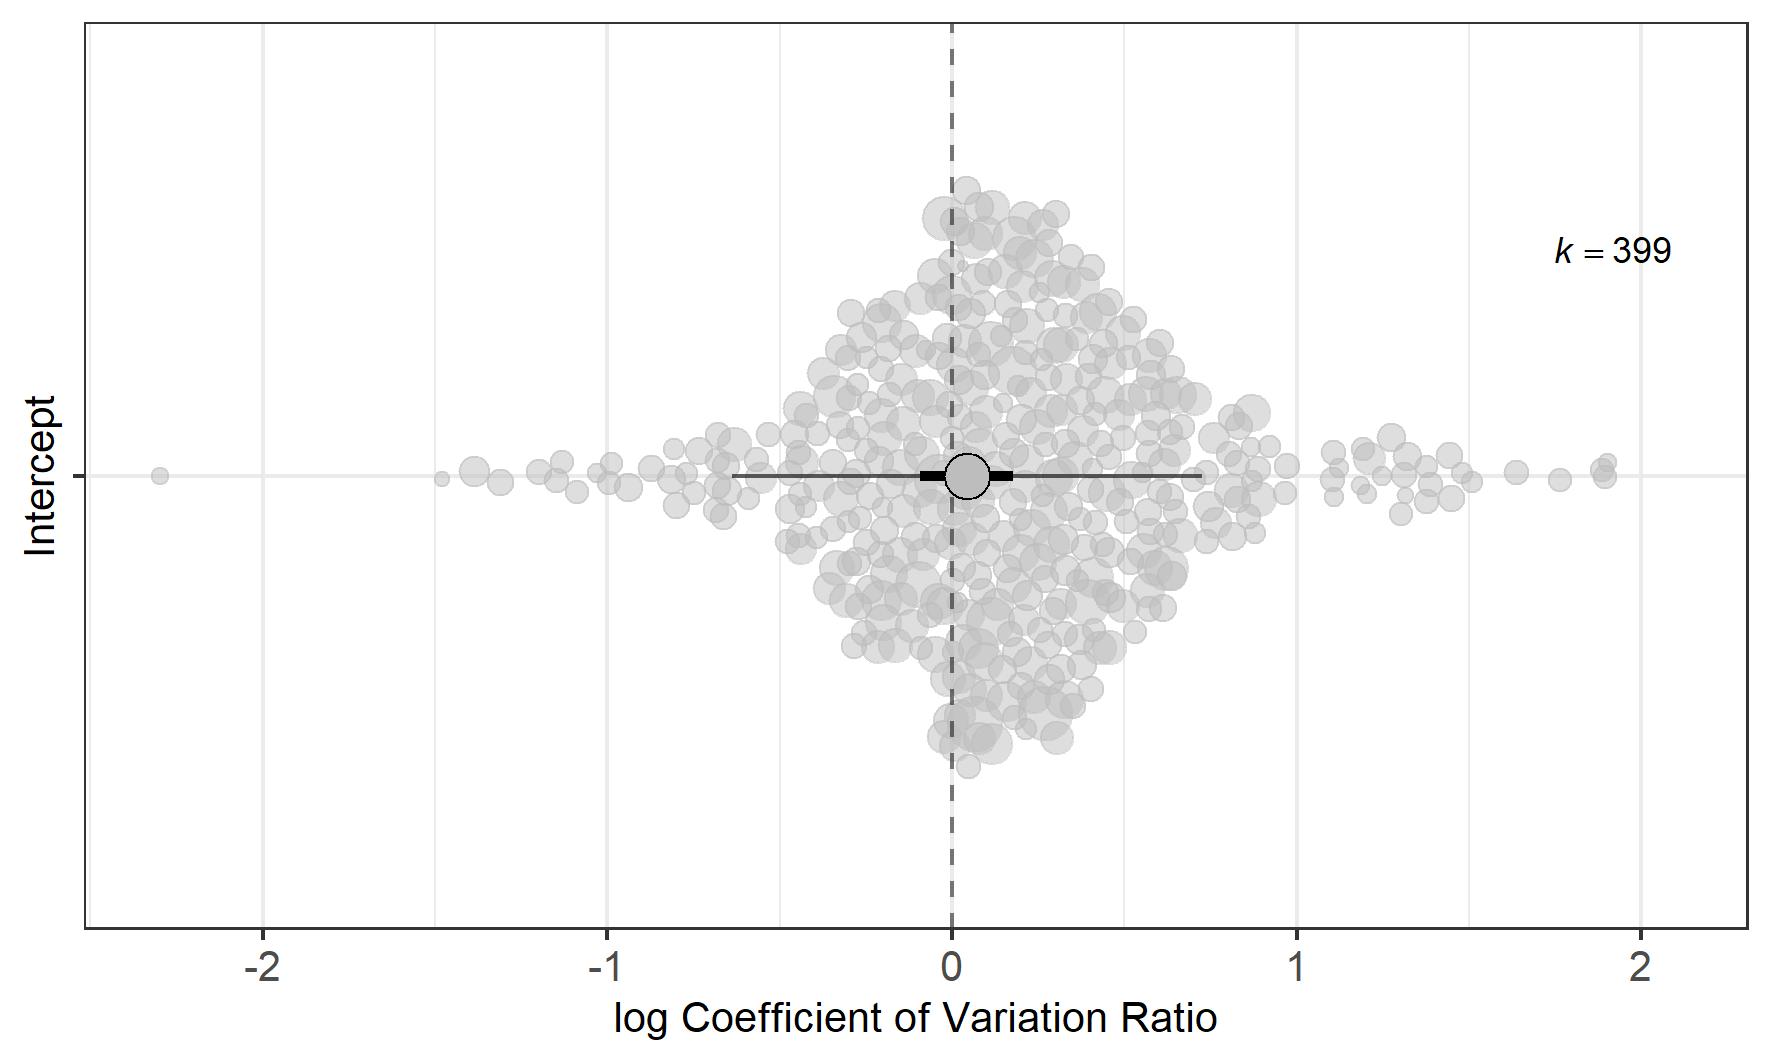 k = 399
Intercept
-2 -1 0 1 2
log Coefficient of Variation Ratio